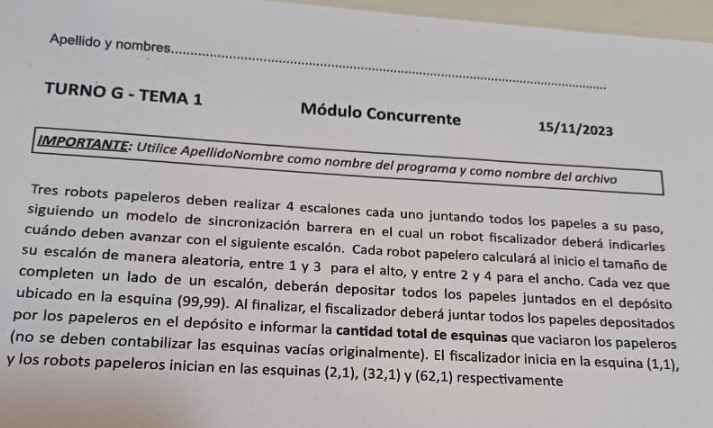 Apellido y nombres......................................................................................................
TURNO G - TEMA 1
Módulo Concurrente
15/11/2023
IMPORTANTE: Utilice ApellidoNombre como nombre del programa y como nombre del archivo
Tres robots papeleros deben realizar 4 escalones cada uno juntando todos los papeles a su paso,
siguiendo un modelo de sincronización barrera en el cual un robot fiscalizador deberá indicarles
cuándo deben avanzar con el siguiente escalón. Cada robot papelero calculará al inicio el tamaño de
su escalón de manera aleatoria, entre 1 y 3 para el alto, y entre 2 y 4 para el ancho. Cada vez que
completen un lado de un escalón, deberán depositar todos los papeles juntados en el depósito
ubicado en la esquina (99,99). Al finalizar, el fiscalizador deberá juntar todos los papeles depositados
por los papeleros en el depósito e informar la cantidad total de esquinas que vaciaron los papeleros
(no se deben contabilizar las esquinas vacías originalmente). El fiscalizador inicia en la esquina (1,1),
y los robots papeleros inician en las esquinas (2,1), (32,1) y (62,1) respectivamente